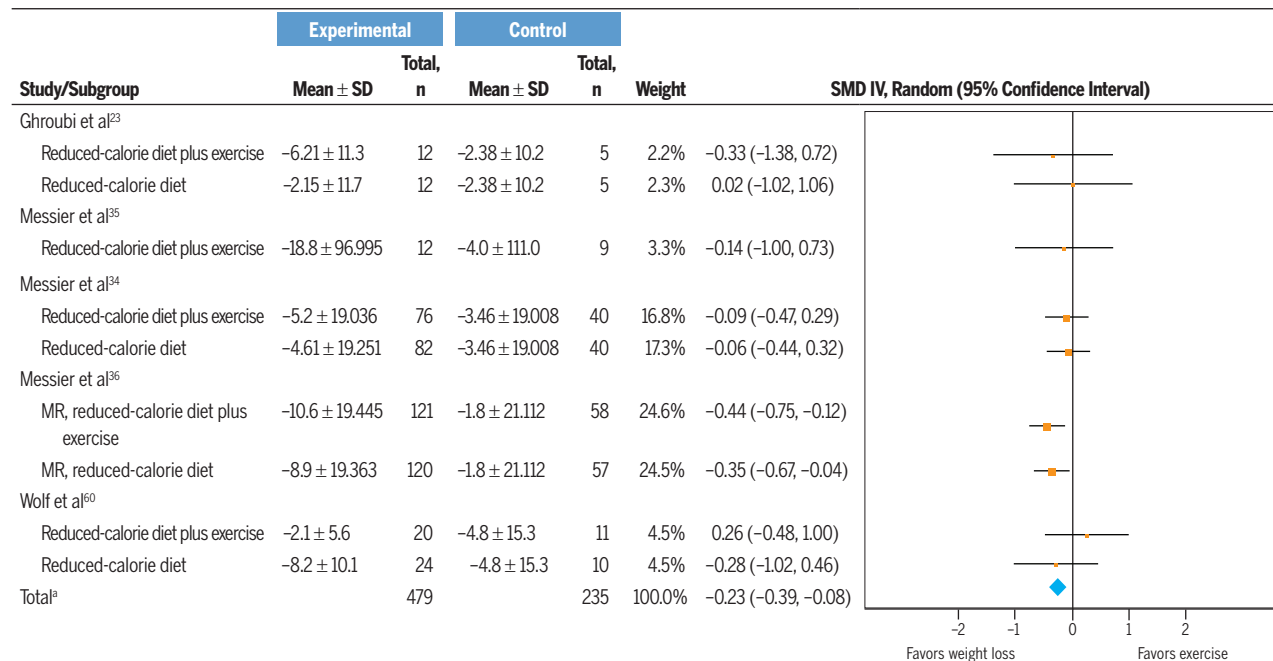 Experimental Control
Total, Total,
Study/Subgroup Mean ± SD n Mean ± SD n Weight SMD IV, Random (95% Confidence Interval)
Ghroubi et al²³
Reduced-calorie diet plus exercise −6.21 ± 11.3 12 −2.38 ± 10.2 5 2.2% −0.33 (−1.38, 0.72)
Reduced-calorie diet −2.15 ± 11.7 12 −2.38 ± 10.2 5 2.3% 0.02 (−1.02, 1.06)
Messier et al³⁵
Reduced-calorie diet plus exercise −18.8 ± 96.995 12 −4.0 ± 111.0 9 3.3% −0.14 (−1.00, 0.73)
Messier et al³⁴
Reduced-calorie diet plus exercise −5.2 ± 19.036 76 −3.46 ± 19.008 40 16.8% −0.09 (−0.47, 0.29)
Reduced-calorie diet −4.61 ± 19.251 82 −3.46 ± 19.008 40 17.3% −0.06 (−0.44, 0.32)
Messier et al³⁶
MR, reduced-calorie diet plus −10.6 ± 19.445 121 −1.8 ± 21.112 58 24.6% −0.44 (−0.75, −0.12)
exercise
MR, reduced-calorie diet −8.9 ± 19.363 120 −1.8 ± 21.112 57 24.5% −0.35 (−0.67, −0.04)
Wolf et al⁶⁰
Reduced-calorie diet plus exercise −2.1 ± 5.6 20 −4.8 ± 15.3 11 4.5% 0.26 (−0.48, 1.00)
Reduced-calorie diet −8.2 ± 10.1 24 −4.8 ± 15.3 10 4.5% −0.28 (−1.02, 0.46)
Totalᵃ 479 235 100.0% −0.23 (−0.39, −0.08)
−2 −1 0 1 2
Favors weight loss Favors exercise